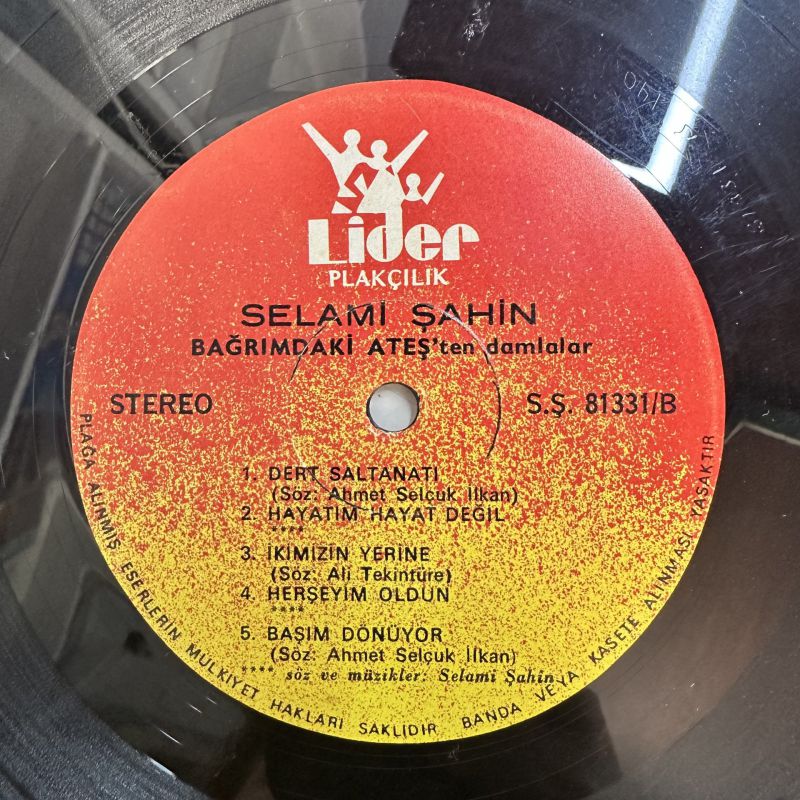 Lider
PLAKÇILIK
SELAMİ ŞAHİN
BAĞRIMDAKİ ATEŞ'ten damlalar
STEREO
S.Ş. 81331/B
1. DERT SALTANATI
(Söz: Ahmet Selçuk İlkan)
2. HAYATIM HAYAT DEĞİL
****
3. İKİMİZİN YERİNE
(Söz: Ali Tekintüre)
4. HERŞEYİM OLDUN
****
5. BAŞIM DÖNÜYOR
(Söz: Ahmet Selçuk İlkan)
**** söz ve müzikler: Selami Şahin
PLAĞA ALINMIŞ ESERLERİN MÜLKİYET HAKLARI SAKLIDIR BANDA VEYA KASETE ALINMASI YASAKTIR